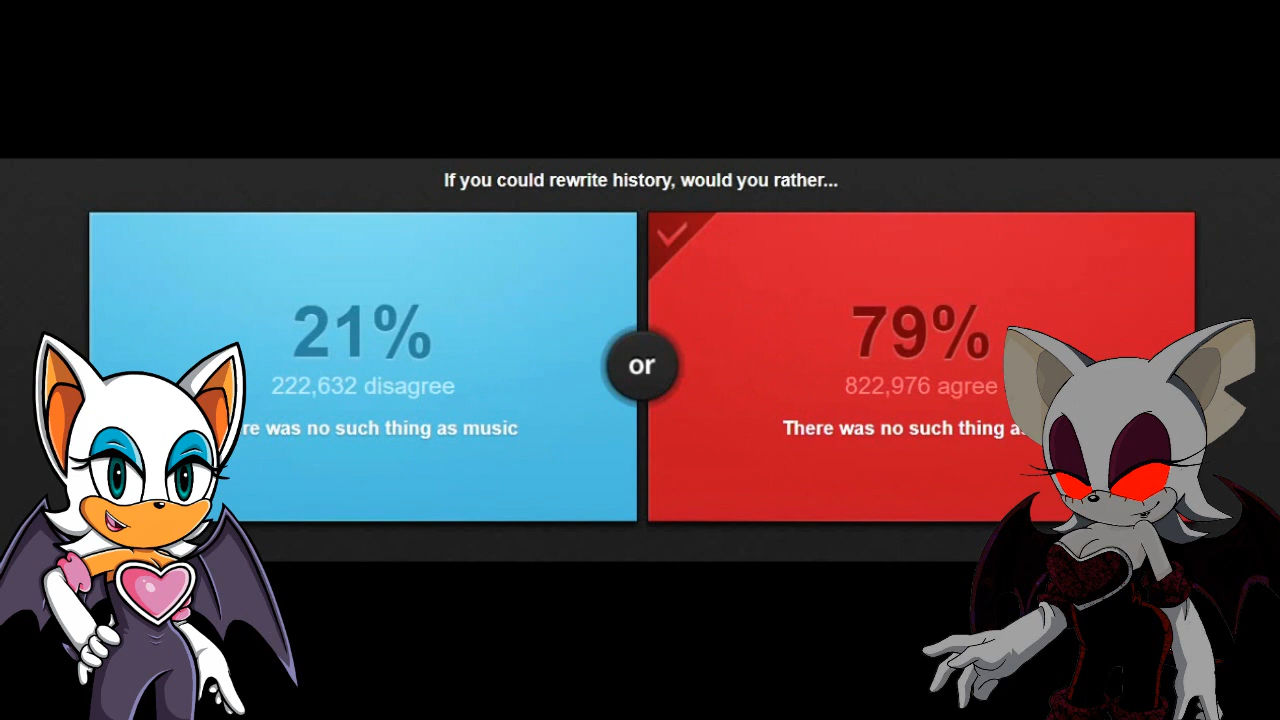 If you could rewrite history, would you rather...
21%
222,632 disagree
was no such thing as music
or
79%
822,976 agree
There was no such thing